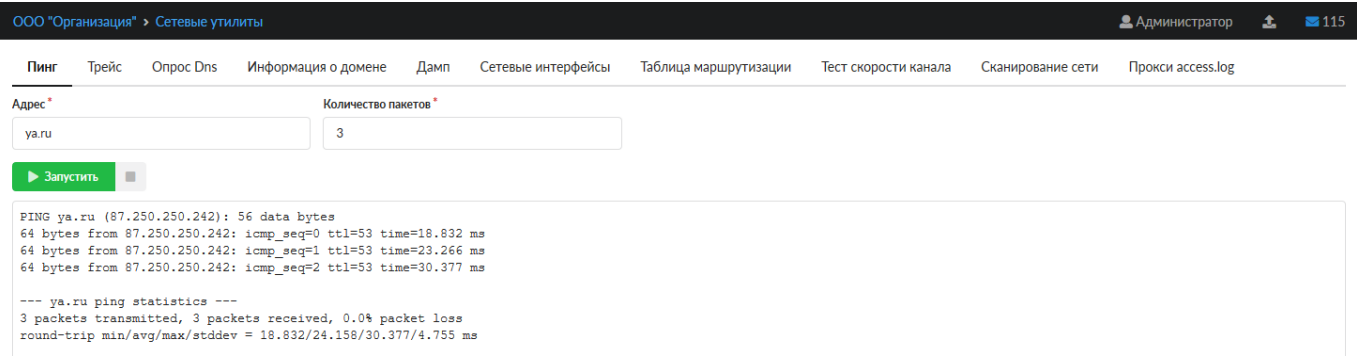 ООО "Организация" > Сетевые утилиты Администратор 115
Пинг Трейс Опрос Dns Информация о домене Дамп Сетевые интерфейсы Таблица маршрутизации Тест скорости канала Сканирование сети Прокси access.log
Адрес * Количество пакетов *
ya.ru 3
Запустить
PING ya.ru (87.250.250.242): 56 data bytes
64 bytes from 87.250.250.242: icmp_seq=0 ttl=53 time=18.832 ms
64 bytes from 87.250.250.242: icmp_seq=1 ttl=53 time=23.266 ms
64 bytes from 87.250.250.242: icmp_seq=2 ttl=53 time=30.377 ms
--- ya.ru ping statistics ---
3 packets transmitted, 3 packets received, 0.0% packet loss
round-trip min/avg/max/stddev = 18.832/24.158/30.377/4.755 ms